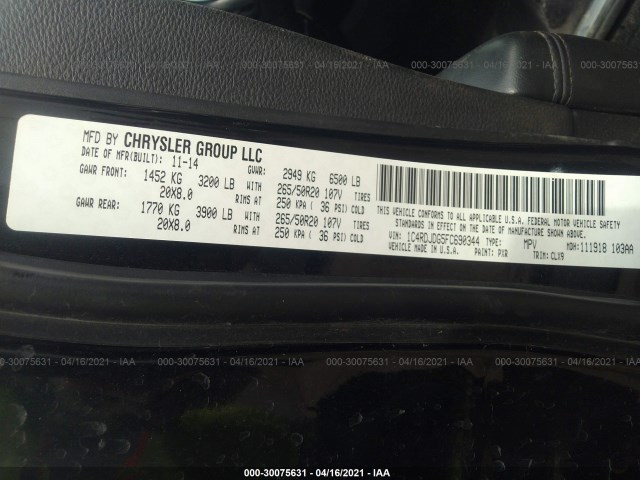 000-30075631 - 04/16/2021 - IAA
000-30075631 - 04/16/2021 - IAA
000-30075631 - 04/16/2021 - IAA
MFD BY CHRYSLER GROUP LLC
DATE OF MFR(BUILT): 11-14 GVWR: 2949 KG 6500 LB
GAWR FRONT: 1452 KG 3200 LB WITH 265/50R20 107V TIRES
20X8.0 RIMS AT 250 KPA ( 36 PSI) COLD
GAWR REAR: 1770 KG 3900 LB WITH 265/50R20 107V TIRES
20X8.0 RIMS AT 250 KPA ( 36 PSI) COLD
THIS VEHICLE CONFORMS TO ALL APPLICABLE U.S.A. FEDERAL MOTOR VEHICLE SAFETY
STANDARDS IN EFFECT ON THE DATE OF MANUFACTURE SHOWN ABOVE.
VIN: 1C4RDJDG5FC690344 TYPE: MPV MDH: 111918 103AA
VEHICLE MADE IN U.S.A. PAINT: PXR TRIM: CLX9
000-30075631 - 04/16/2021 - IAA
000-30075631 - 04/16/2021 - IAA
000-30075631 - 04/16/2021 - IAA
000-30075631 - 04/16/2021 - IAA